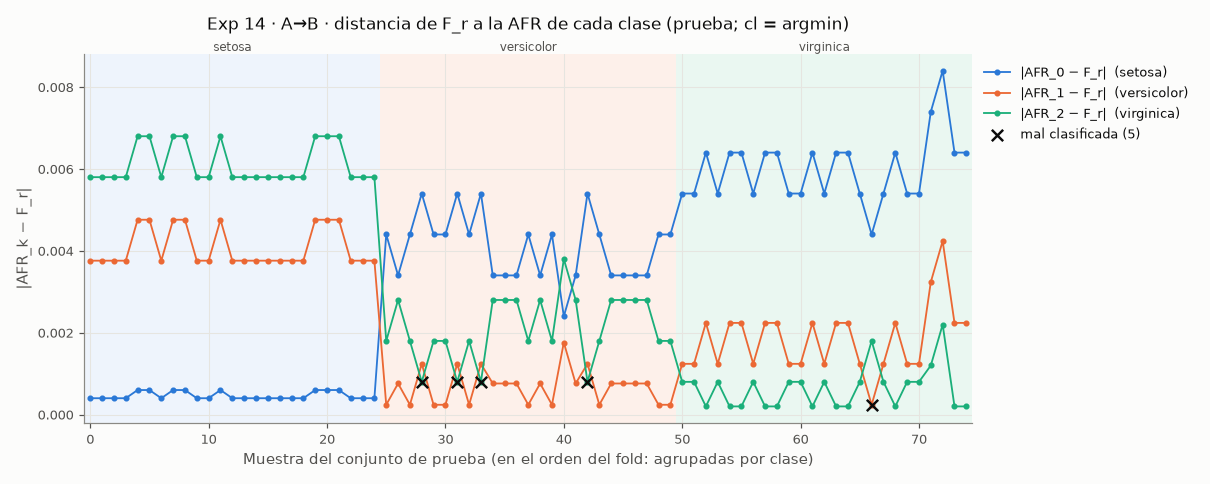 Exp 14 · A→B · distancia de F_r a la AFR de cada clase (prueba; cl = argmin)
setosa
versicolor
virginica
|AFR_0 − F_r| (setosa)
|AFR_1 − F_r| (versicolor)
|AFR_2 − F_r| (virginica)
mal clasificada (5)
|AFR_k − F_r|
0.008
0.006
0.004
0.002
0.000
0 10 20 30 40 50 60 70
Muestra del conjunto de prueba (en el orden del fold: agrupadas por clase)